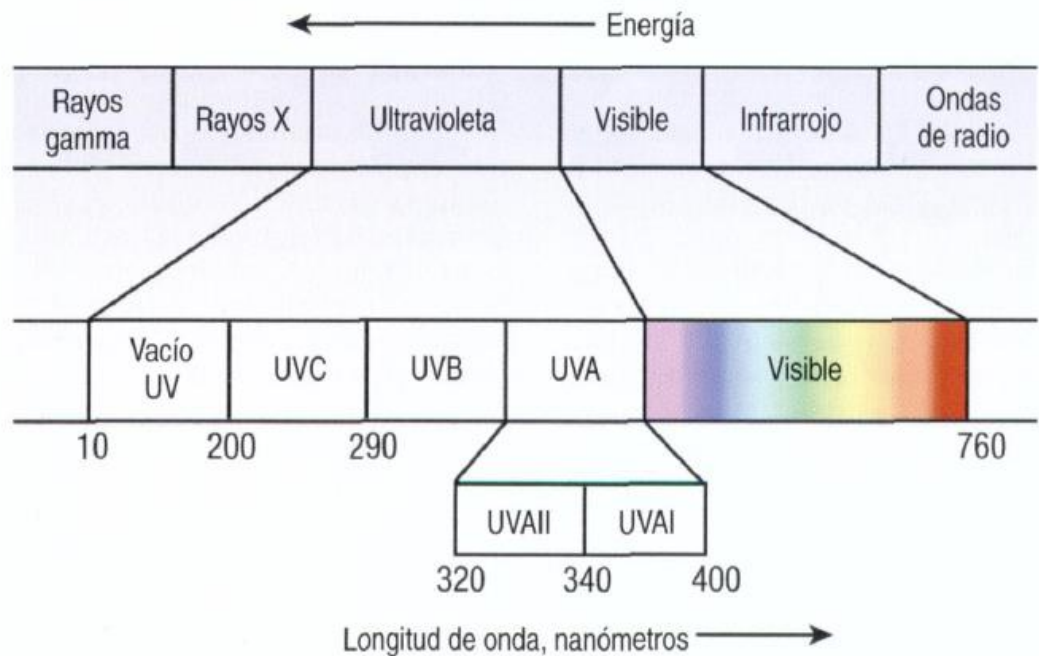 Energía
Rayos
gamma
Rayos X
Ultravioleta
Visible
Infrarrojo
Ondas
de radio
Vacío
UV
UVC
UVB
UVA
Visible
10
200
290
760
UVAII
UVAI
320
340
400
Longitud de onda, nanómetros